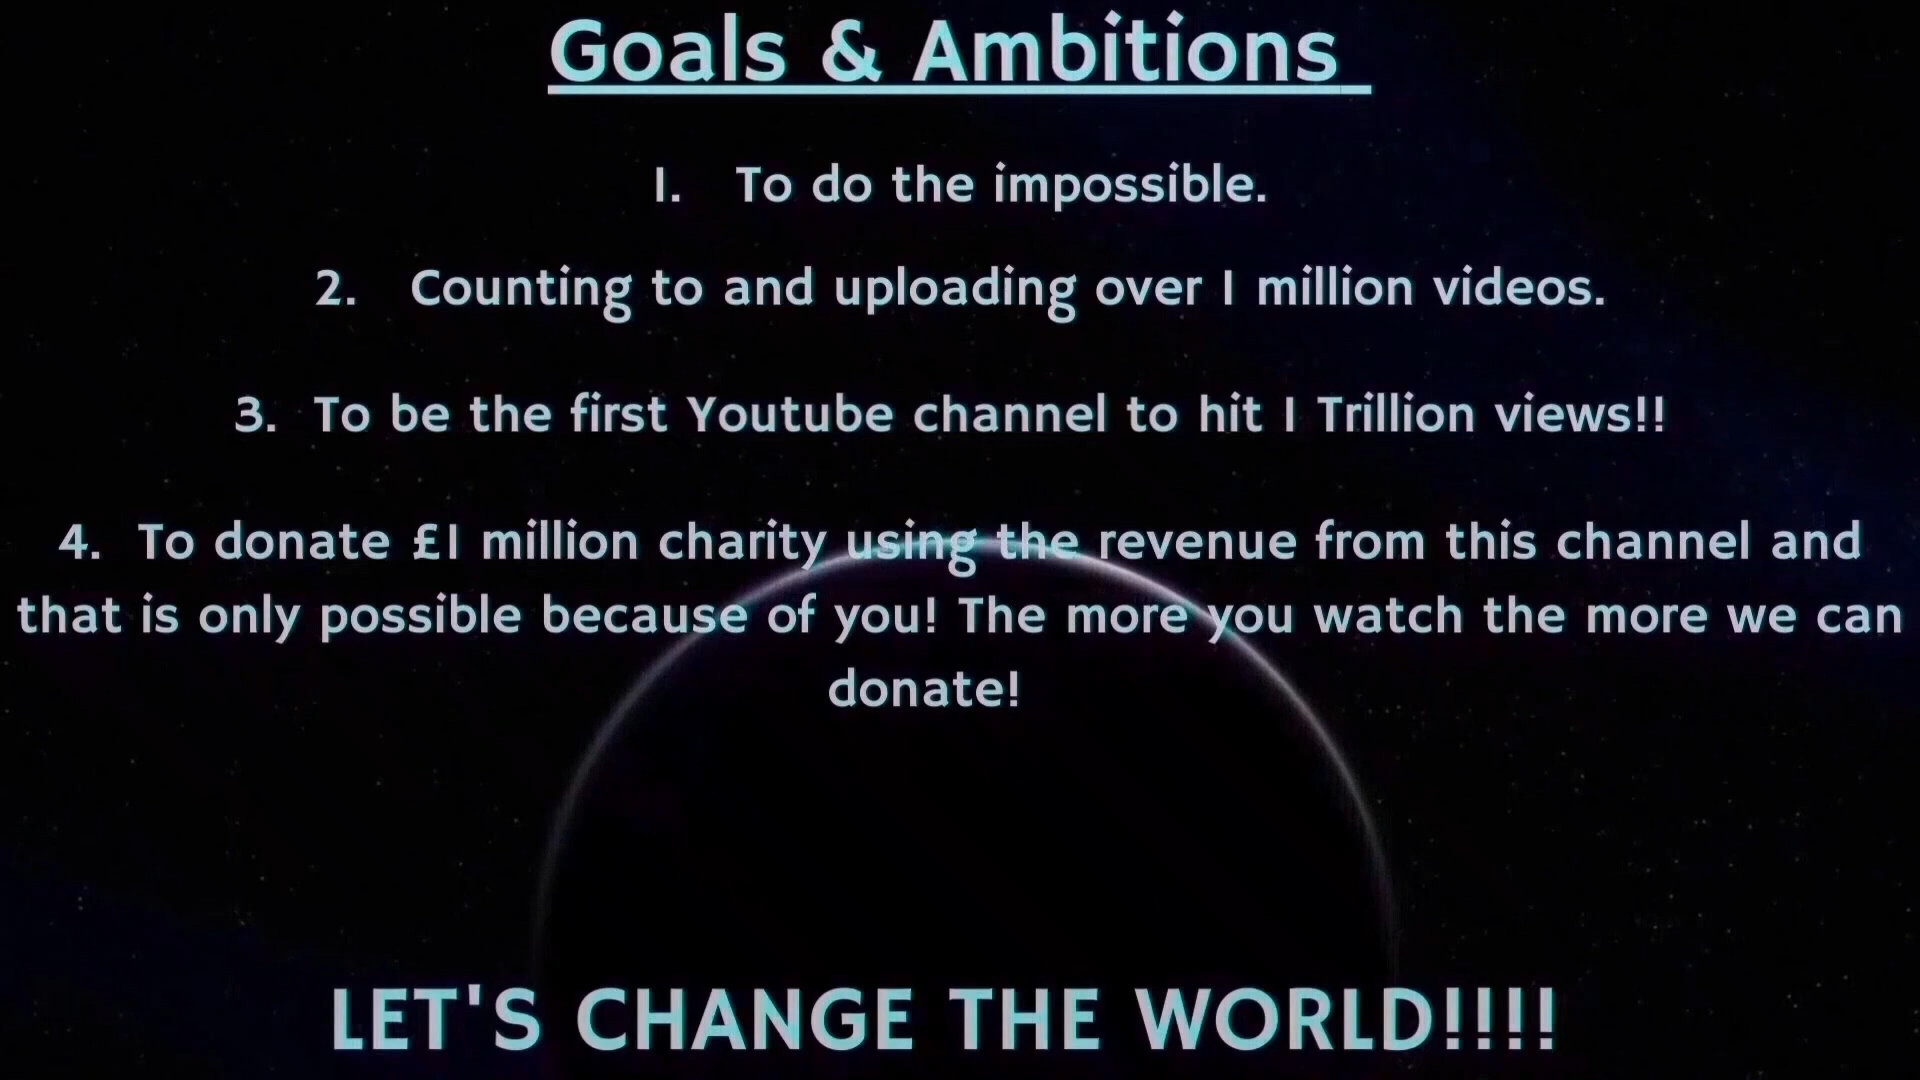 Goals & Ambitions
1. To do the impossible.
2. Counting to and uploading over 1 million videos.
3. To be the first Youtube channel to hit 1 Trillion views!!
4. To donate £1 million charity using the revenue from this channel and
that is only possible because of you! The more you watch the more we can
donate!
LET'S CHANGE THE WORLD!!!!